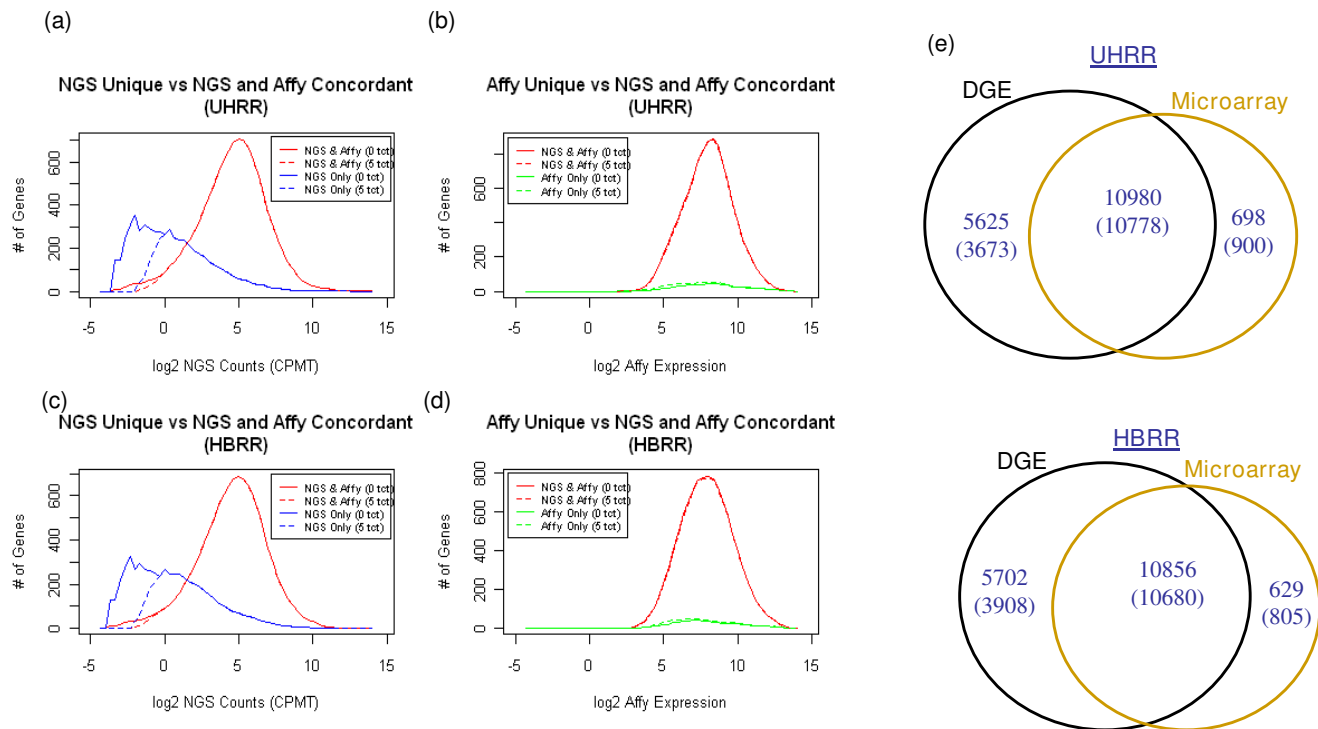 (a)
NGS Unique vs NGS and Affy Concordant
(UHRR)
# of Genes
600
400
200
0
NGS & Affy (0 tct)
NGS & Affy (5 tct)
NGS Only (0 tct)
NGS Only (5 tct)
-5 0 5 10 15
log2 NGS Counts (CPMT)
(b)
Affy Unique vs NGS and Affy Concordant
(UHRR)
# of Genes
600
400
200
0
NGS & Affy (0 tct)
NGS & Affy (5 tct)
Affy Only (0 tct)
Affy Only (5 tct)
-5 0 5 10 15
log2 Affy Expression
(c)
NGS Unique vs NGS and Affy Concordant
(HBRR)
# of Genes
600
400
200
0
NGS & Affy (0 tct)
NGS & Affy (5 tct)
NGS Only (0 tct)
NGS Only (5 tct)
-5 0 5 10 15
log2 NGS Counts (CPMT)
(d)
Affy Unique vs NGS and Affy Concordant
(HBRR)
# of Genes
800
600
400
200
0
NGS & Affy (0 tct)
NGS & Affy (5 tct)
Affy Only (0 tct)
Affy Only (5 tct)
-5 0 5 10 15
log2 Affy Expression
(e)
UHRR
DGE
Microarray
5625
(3673)
10980
(10778)
698
(900)
HBRR
DGE
Microarray
5702
(3908)
10856
(10680)
629
(805)